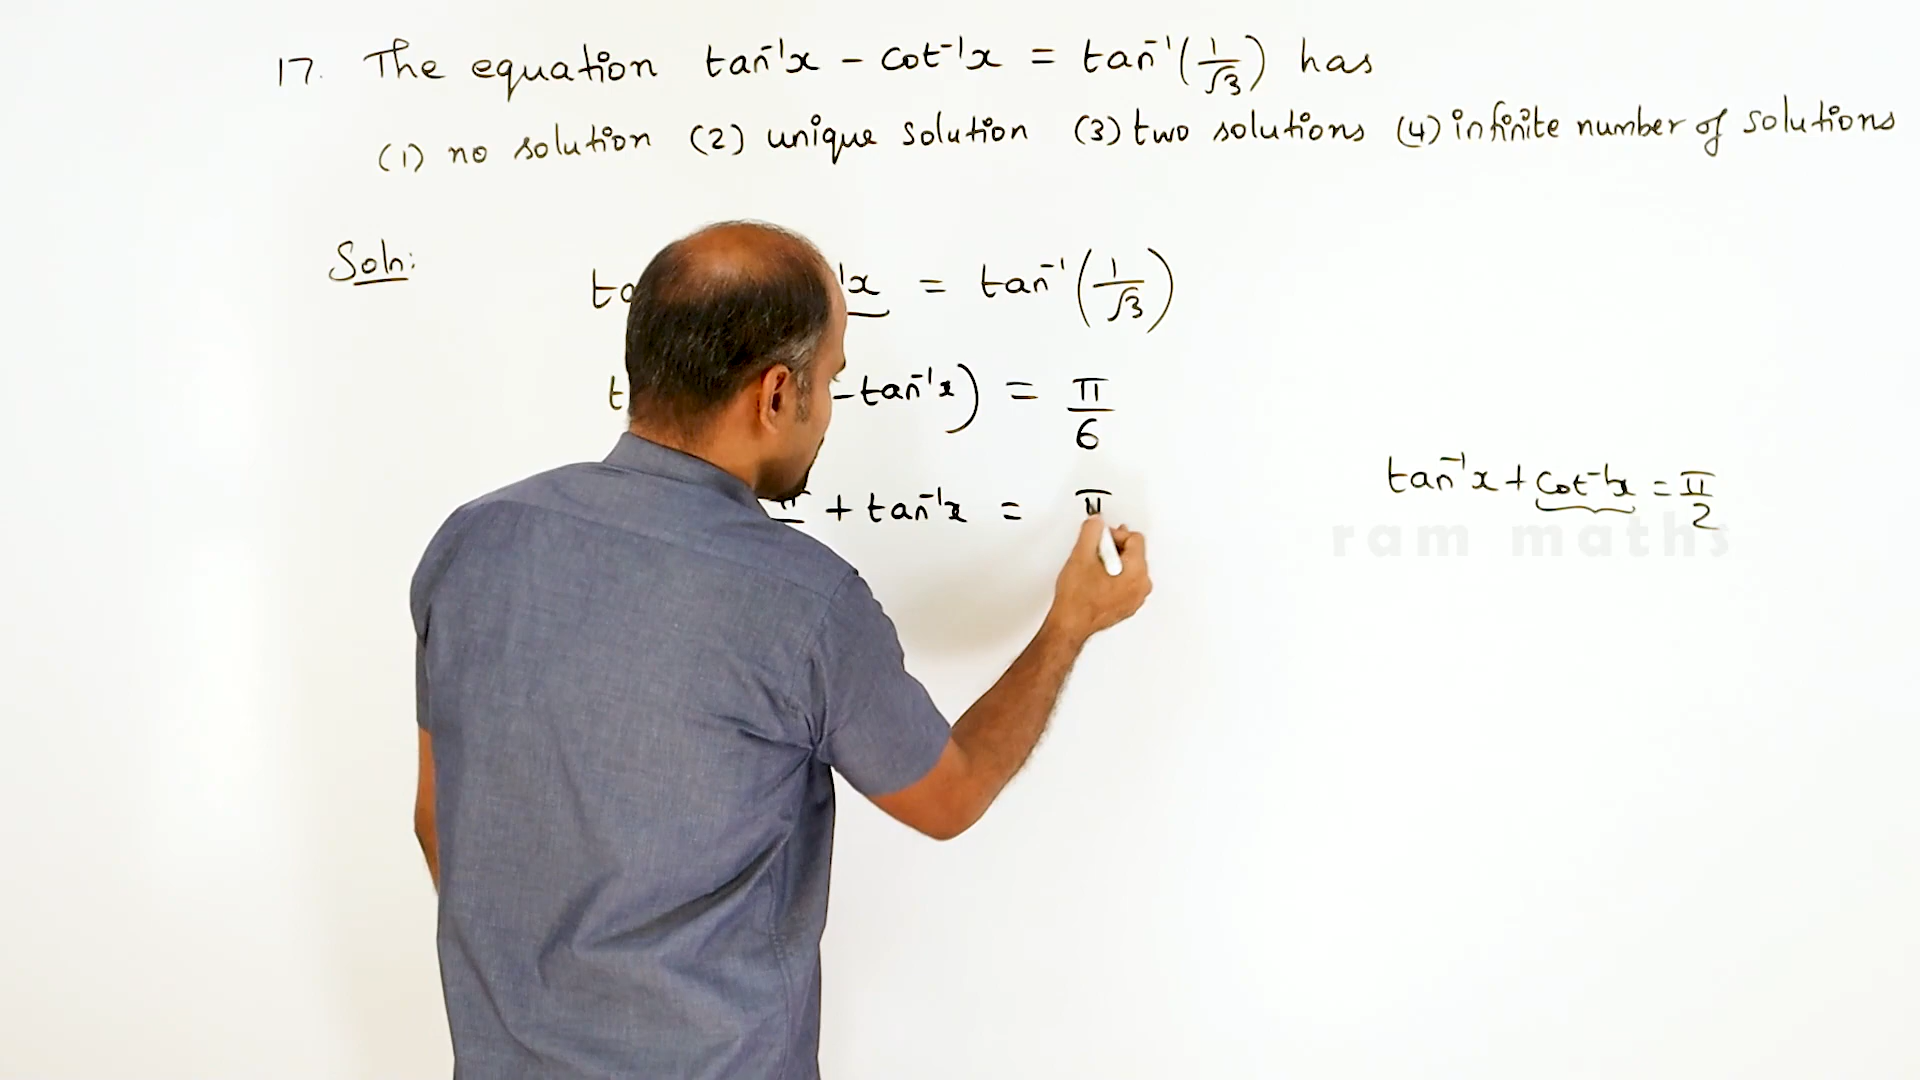 17. The equation tan⁻¹x - cot⁻¹x = tan⁻¹(1/√3) has
(1) no solution (2) unique solution (3) two solutions (4) infinite number of solutions
Soln:
x = tan⁻¹(1/√3)
-tan⁻¹x) = π/6
+ tan⁻¹x = π
tan⁻¹x + cot⁻¹x = π/2
ram maths